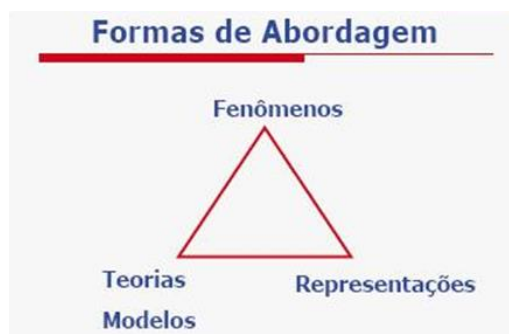 Formas de Abordagem
Fenômenos
Teorias
Representações
Modelos